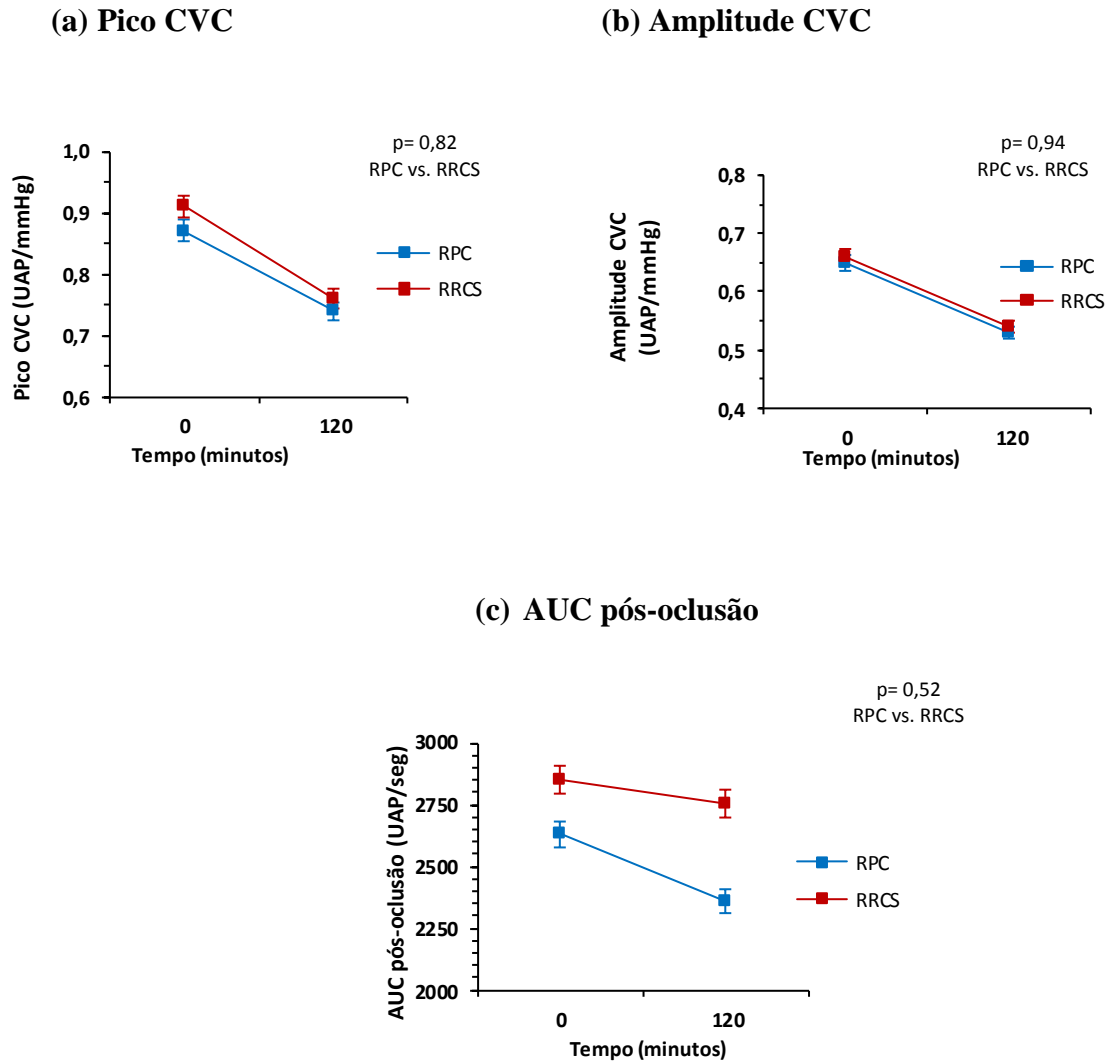 (a) Pico CVC
p= 0,82
RPC vs. RRCS
Pico CVC (UAP/mmHg)
1,0
0,9
0,8
0,7
0,6
0
120
Tempo (minutos)
RPC
RRCS
(b) Amplitude CVC
p= 0,94
RPC vs. RRCS
Amplitude CVC
(UAP/mmHg)
0,8
0,7
0,6
0,5
0,4
0
120
Tempo (minutos)
RPC
RRCS
(c) AUC pós-oclusão
p= 0,52
RPC vs. RRCS
AUC pós-oclusão (UAP/seg)
3000
2750
2500
2250
2000
0
120
Tempo (minutos)
RPC
RRCS